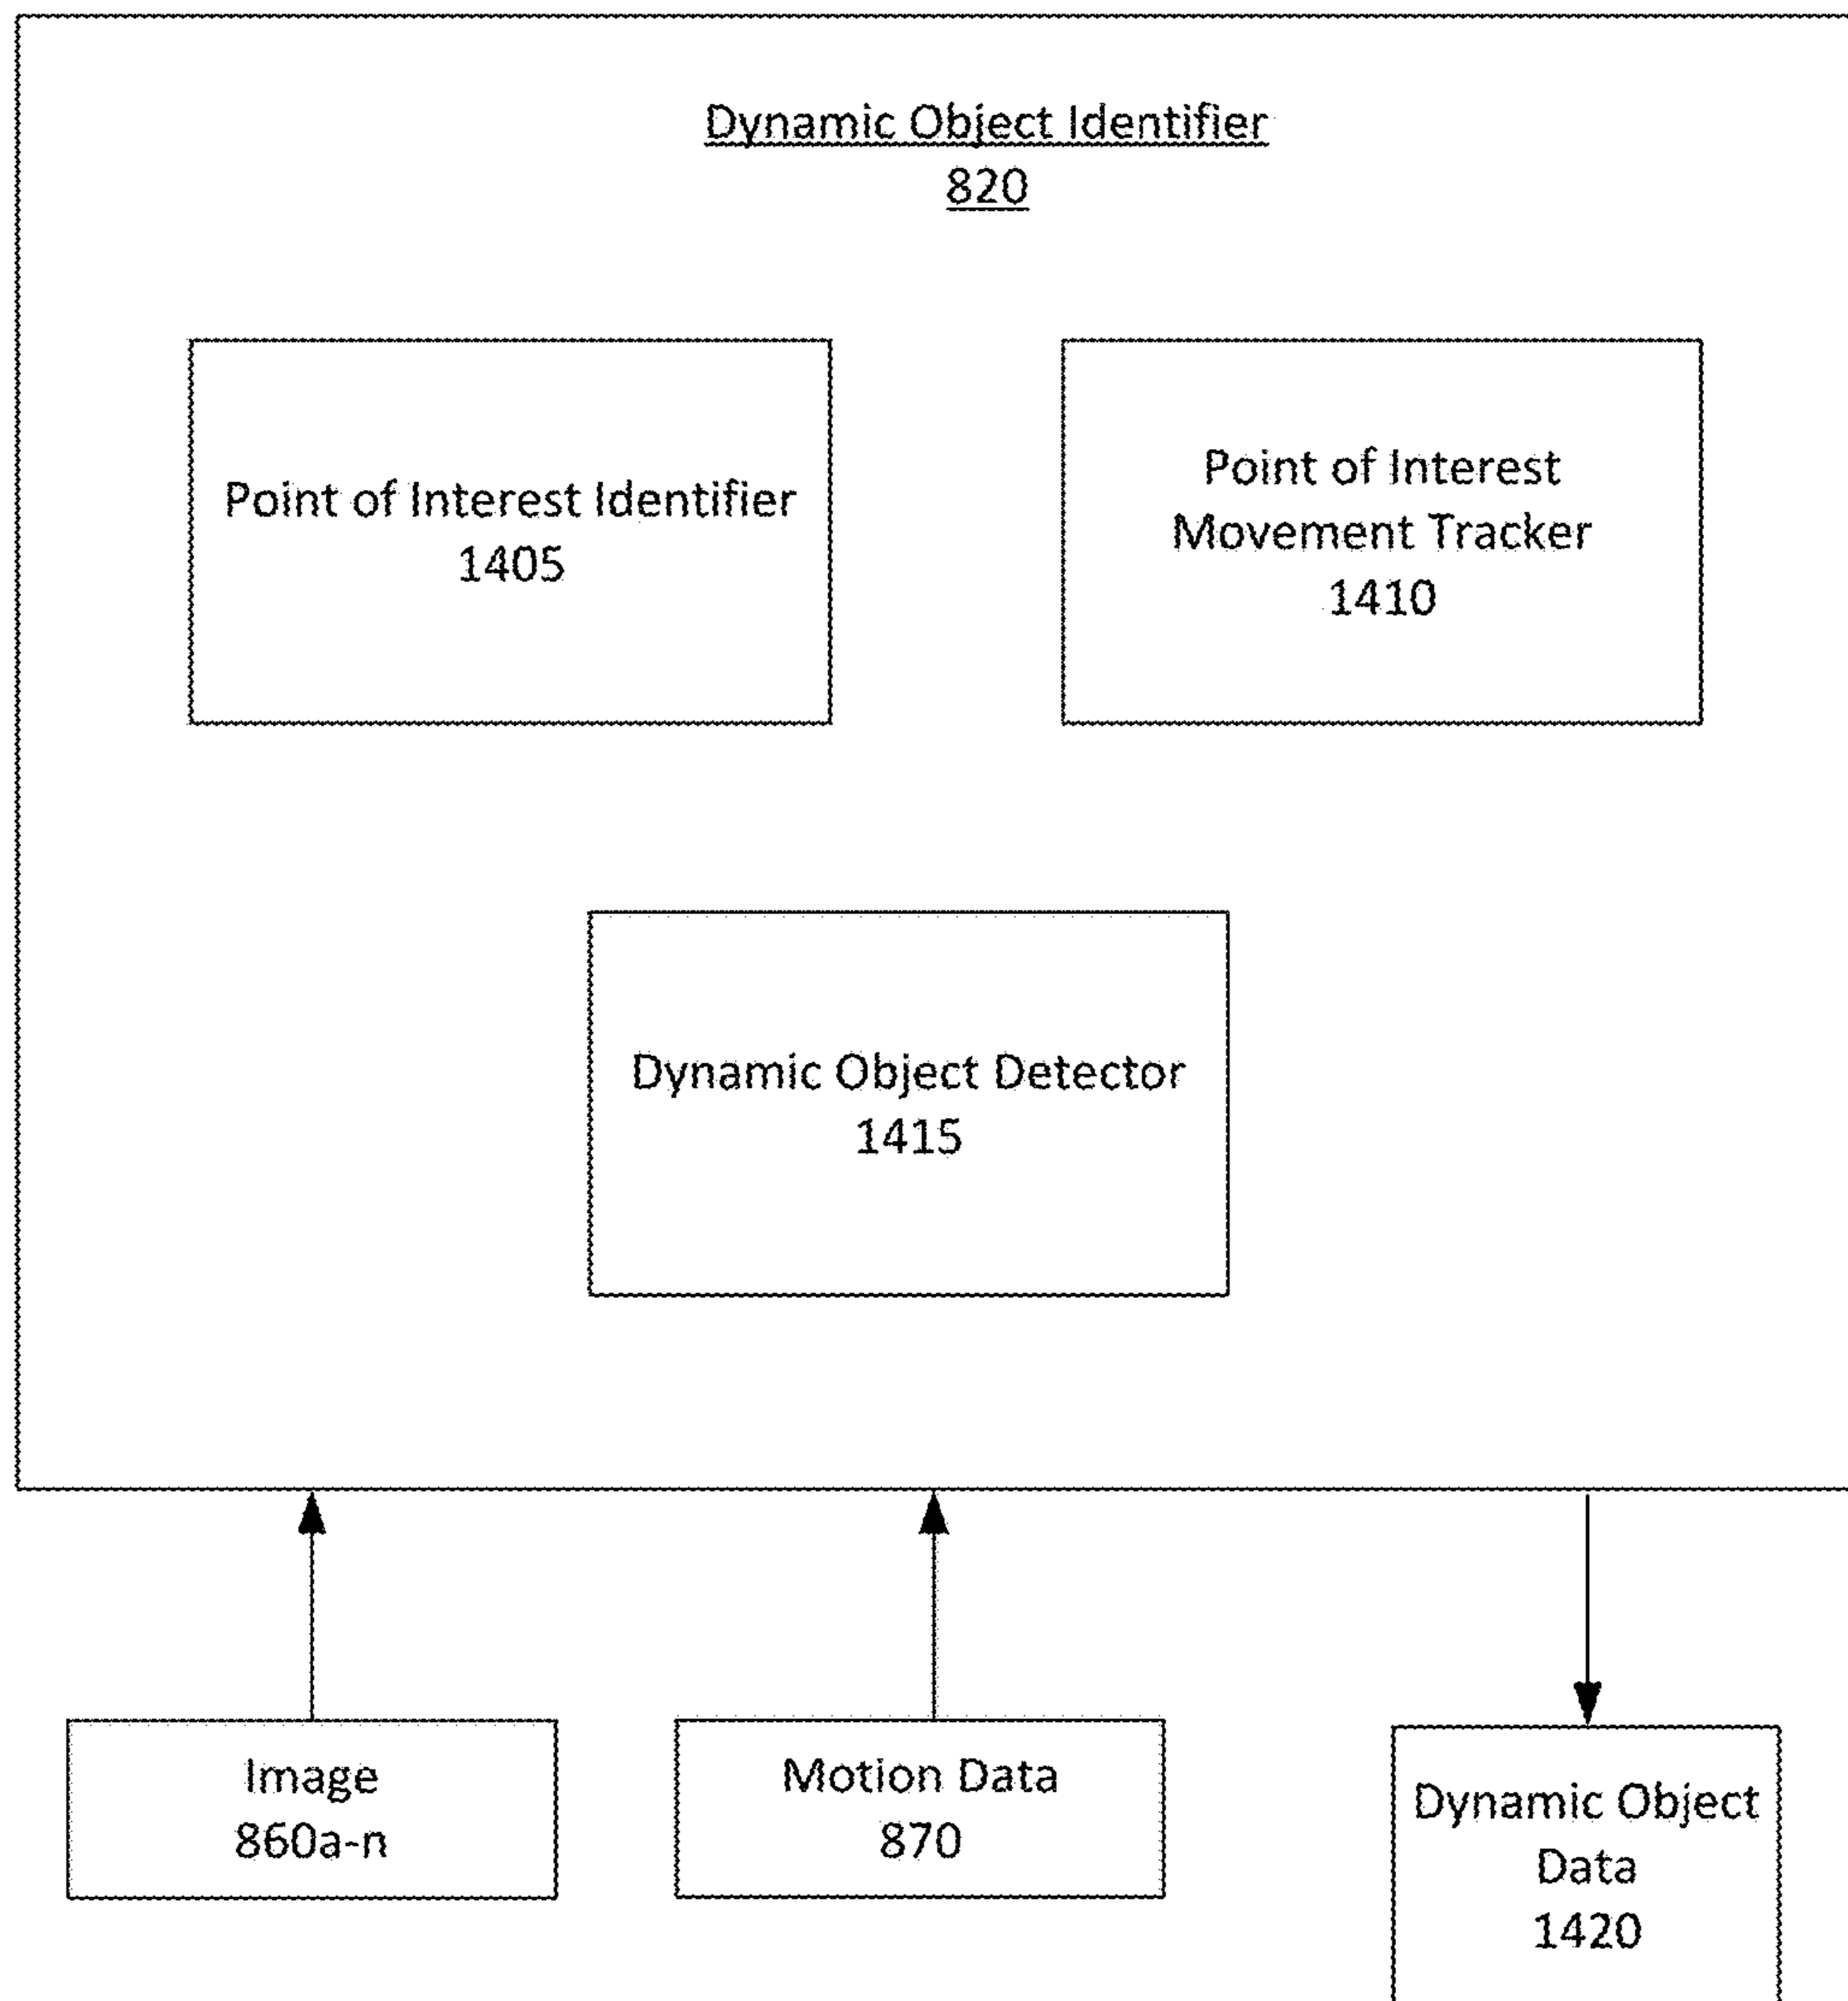 Dynamic Object Identifier
820
Point of Interest Identifier
1405
Point of Interest
Movement Tracker
1410
Dynamic Object Detector
1415
Image
860a-n
Motion Data
870
Dynamic Object
Data
1420